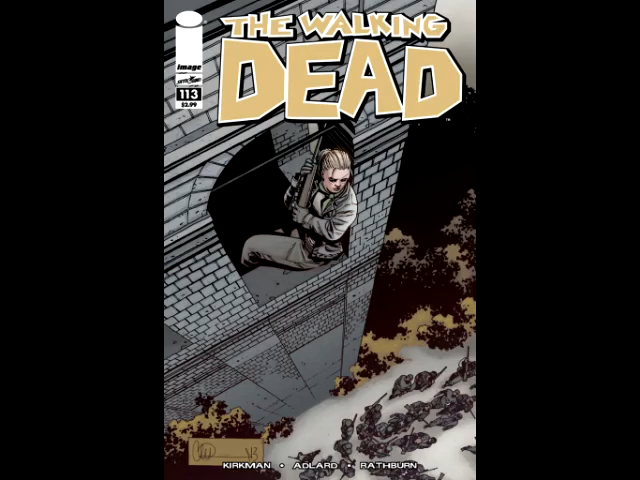 THE WALKING
DEAD
image
113
$2.99
KIRKMAN • ADLARD • RATHBURN